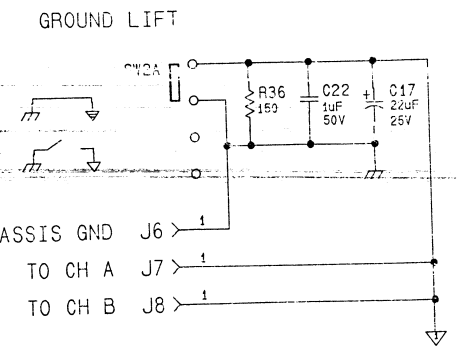 GROUND LIFT
SW2A
R36
150
C22
1uF
50V
+
C17
22uF
25V
ASSIS GND J6 1
TO CH A J7 1
TO CH B J8 1
1